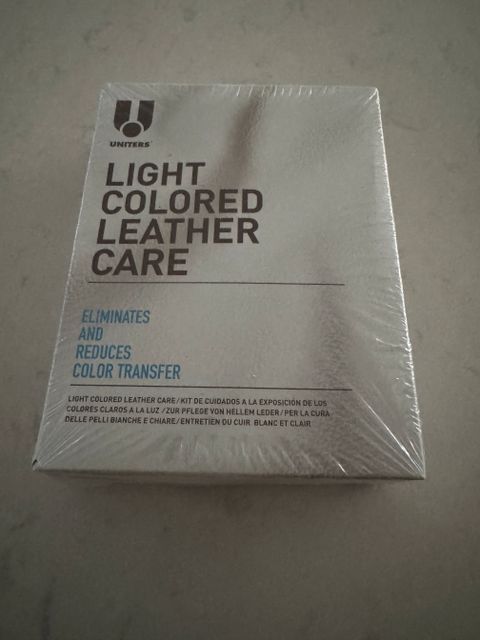 UNITERS
LIGHT
COLORED
LEATHER
CARE
ELIMINATES
AND
REDUCES
COLOR TRANSFER
LIGHT COLORED LEATHER CARE/KIT DE CUIDADOS A LA EXPOSICIÓN DE LOS
COLORES CLAROS A LA LUZ /ZUR PFLEGE VON HELLEM LEDER/PER LA CURA
DELLE PELLI BIANCHE E CHIARE/ENTRETIEN DU CUIR BLANC ET CLAIR